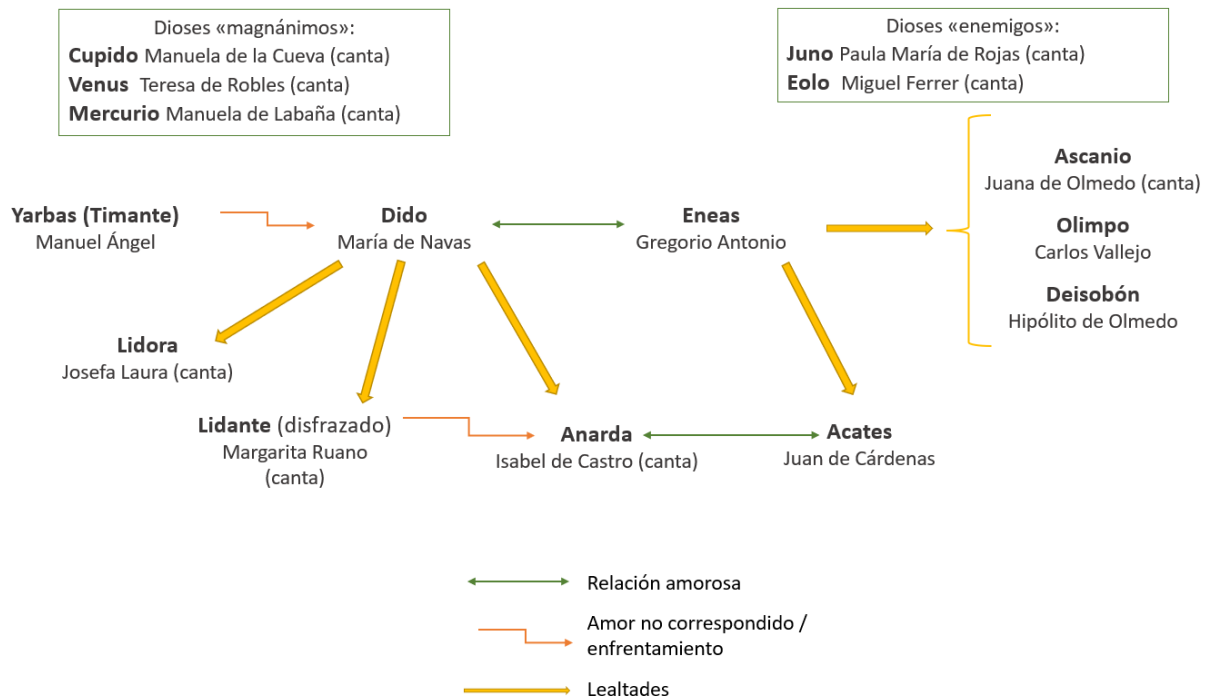 Dioses «magnánimos»:
Cupido Manuela de la Cueva (canta)
Venus Teresa de Robles (canta)
Mercurio Manuela de Labaña (canta)
Dioses «enemigos»:
Juno Paula María de Rojas (canta)
Eolo Miguel Ferrer (canta)
Ascanio
Juana de Olmedo (canta)
Olimpo
Carlos Vallejo
Deisobón
Hipólito de Olmedo
Yarbas (Timante)
Manuel Ángel
Dido
María de Navas
Eneas
Gregorio Antonio
Lidora
Josefa Laura (canta)
Lidante (disfrazado)
Margarita Ruano
(canta)
Anarda
Isabel de Castro (canta)
Acates
Juan de Cárdenas
Relación amorosa
Amor no correspondido /
enfrentamiento
Lealtades